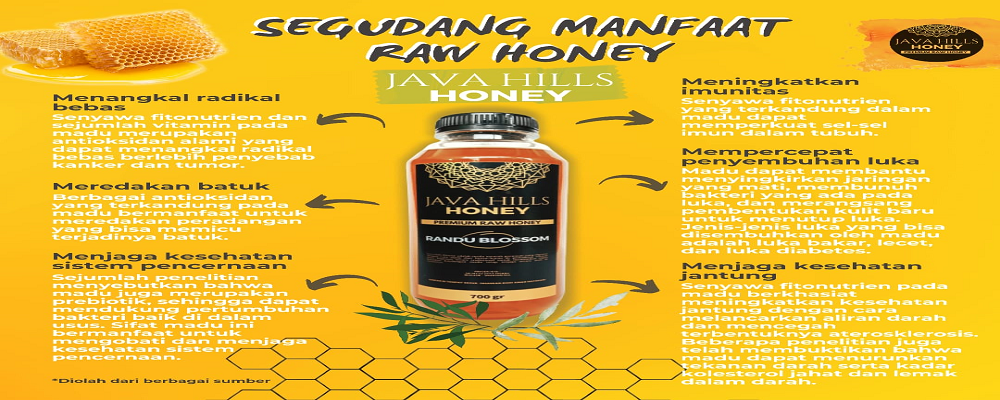 SEGUDANG MANFAAT
RAW HONEY
JAVA HILLS
HONEY
JAVA HILLS
HONEY
PREMIUM RAW HONEY
Menangkal radikal
bebas
Senyawa fitonutrien dan
sejumlah vitamin pada
madu merupakan
antioksidan alami yang
dapat menangkal radikal
bebas berlebih penyebab
kanker dan tumor.
Meredakan batuk
Berbagai antioksidan
yang terkandung pada
madu bermanfaat untuk
meredakan peradangan
yang bisa memicu
terjadinya batuk.
Menjaga kesehatan
sistem pencernaan
Sejumlah penelitian
menyebutkan bahwa
madu juga merupakan
prebiotik, sehingga dapat
mendukung pertumbuhan
bakteri baik di dalam
usus. Sifat madu ini
bermanfaat untuk
mengobati dan menjaga
kesehatan sistem
pencernaan.
*Diolah dari berbagai sumber
JAVA HILLS
HONEY
PREMIUM RAW HONEY
RANDU BLOSSOM
700 gr
Meningkatkan
imunitas
Senyawa fitonutrien
yang terkandung dalam
madu dapat
memperkuat sel-sel
imun dalam tubuh.
Mempercepat
penyembuhan luka
Madu dapat membantu
menyingkirkan jaringan
yang mati, membunuh
bakteri yang ada pada
luka, dan merangsang
pembentukan kulit baru
untuk menutup luka.
Jenis-jenis luka yang bisa
disembuhkan oleh madu
adalah luka bakar, lecet,
dan luka diabetes.
Menjaga kesehatan
jantung
Senyawa fitonutrien pada
madu berkhasiat
meningkatkan kesehatan
jantung dengan cara
melancarkan aliran darah
dan mencegah
terbentuknya aterosklerosis.
Beberapa penelitian juga
telah membuktikan bahwa
madu dapat menurunkan
tekanan darah serta kadar
kolesterol jahat dan lemak
dalam darah.